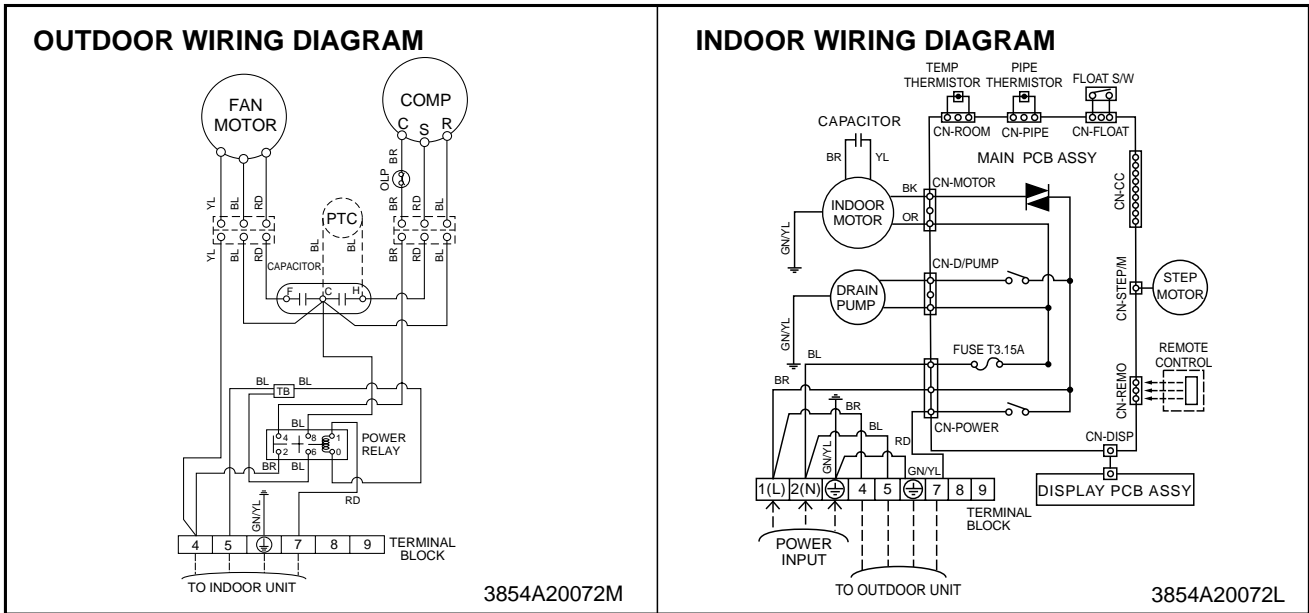 OUTDOOR WIRING DIAGRAM
FAN
MOTOR
COMP
C S R
BR
OLP
YL BL RD
BR RD BL
PTC
BL BL
YL BL RD
BR RD BL
CAPACITOR
F C H
BL BL
TB
BL
4 8 1
2 6 0
POWER
RELAY
BR BL
RD
GN/YL
4 5 7 8 9
TERMINAL
BLOCK
TO INDOOR UNIT
3854A20072M
INDOOR WIRING DIAGRAM
TEMP
THERMISTOR
PIPE
THERMISTOR
FLOAT S/W
CN-ROOM CN-PIPE CN-FLOAT
CAPACITOR
BR YL
MAIN PCB ASSY
CN-CC
BK CN-MOTOR
INDOOR
MOTOR
OR
GN/YL
CN-D/PUMP
DRAIN
PUMP
GN/YL
CN-STEP/M
STEP
MOTOR
BL
FUSE T3.15A
BR
REMOTE
CONTROL
CN-REMO
BR
CN-POWER
BL
RD
GN/YL
GN/YL
CN-DISP
1(L) 2(N) 4 5 7 8 9
DISPLAY PCB ASSY
TERMINAL
BLOCK
POWER
INPUT
TO OUTDOOR UNIT
3854A20072L